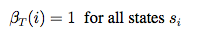 β_T(i) = 1 for all states s_i